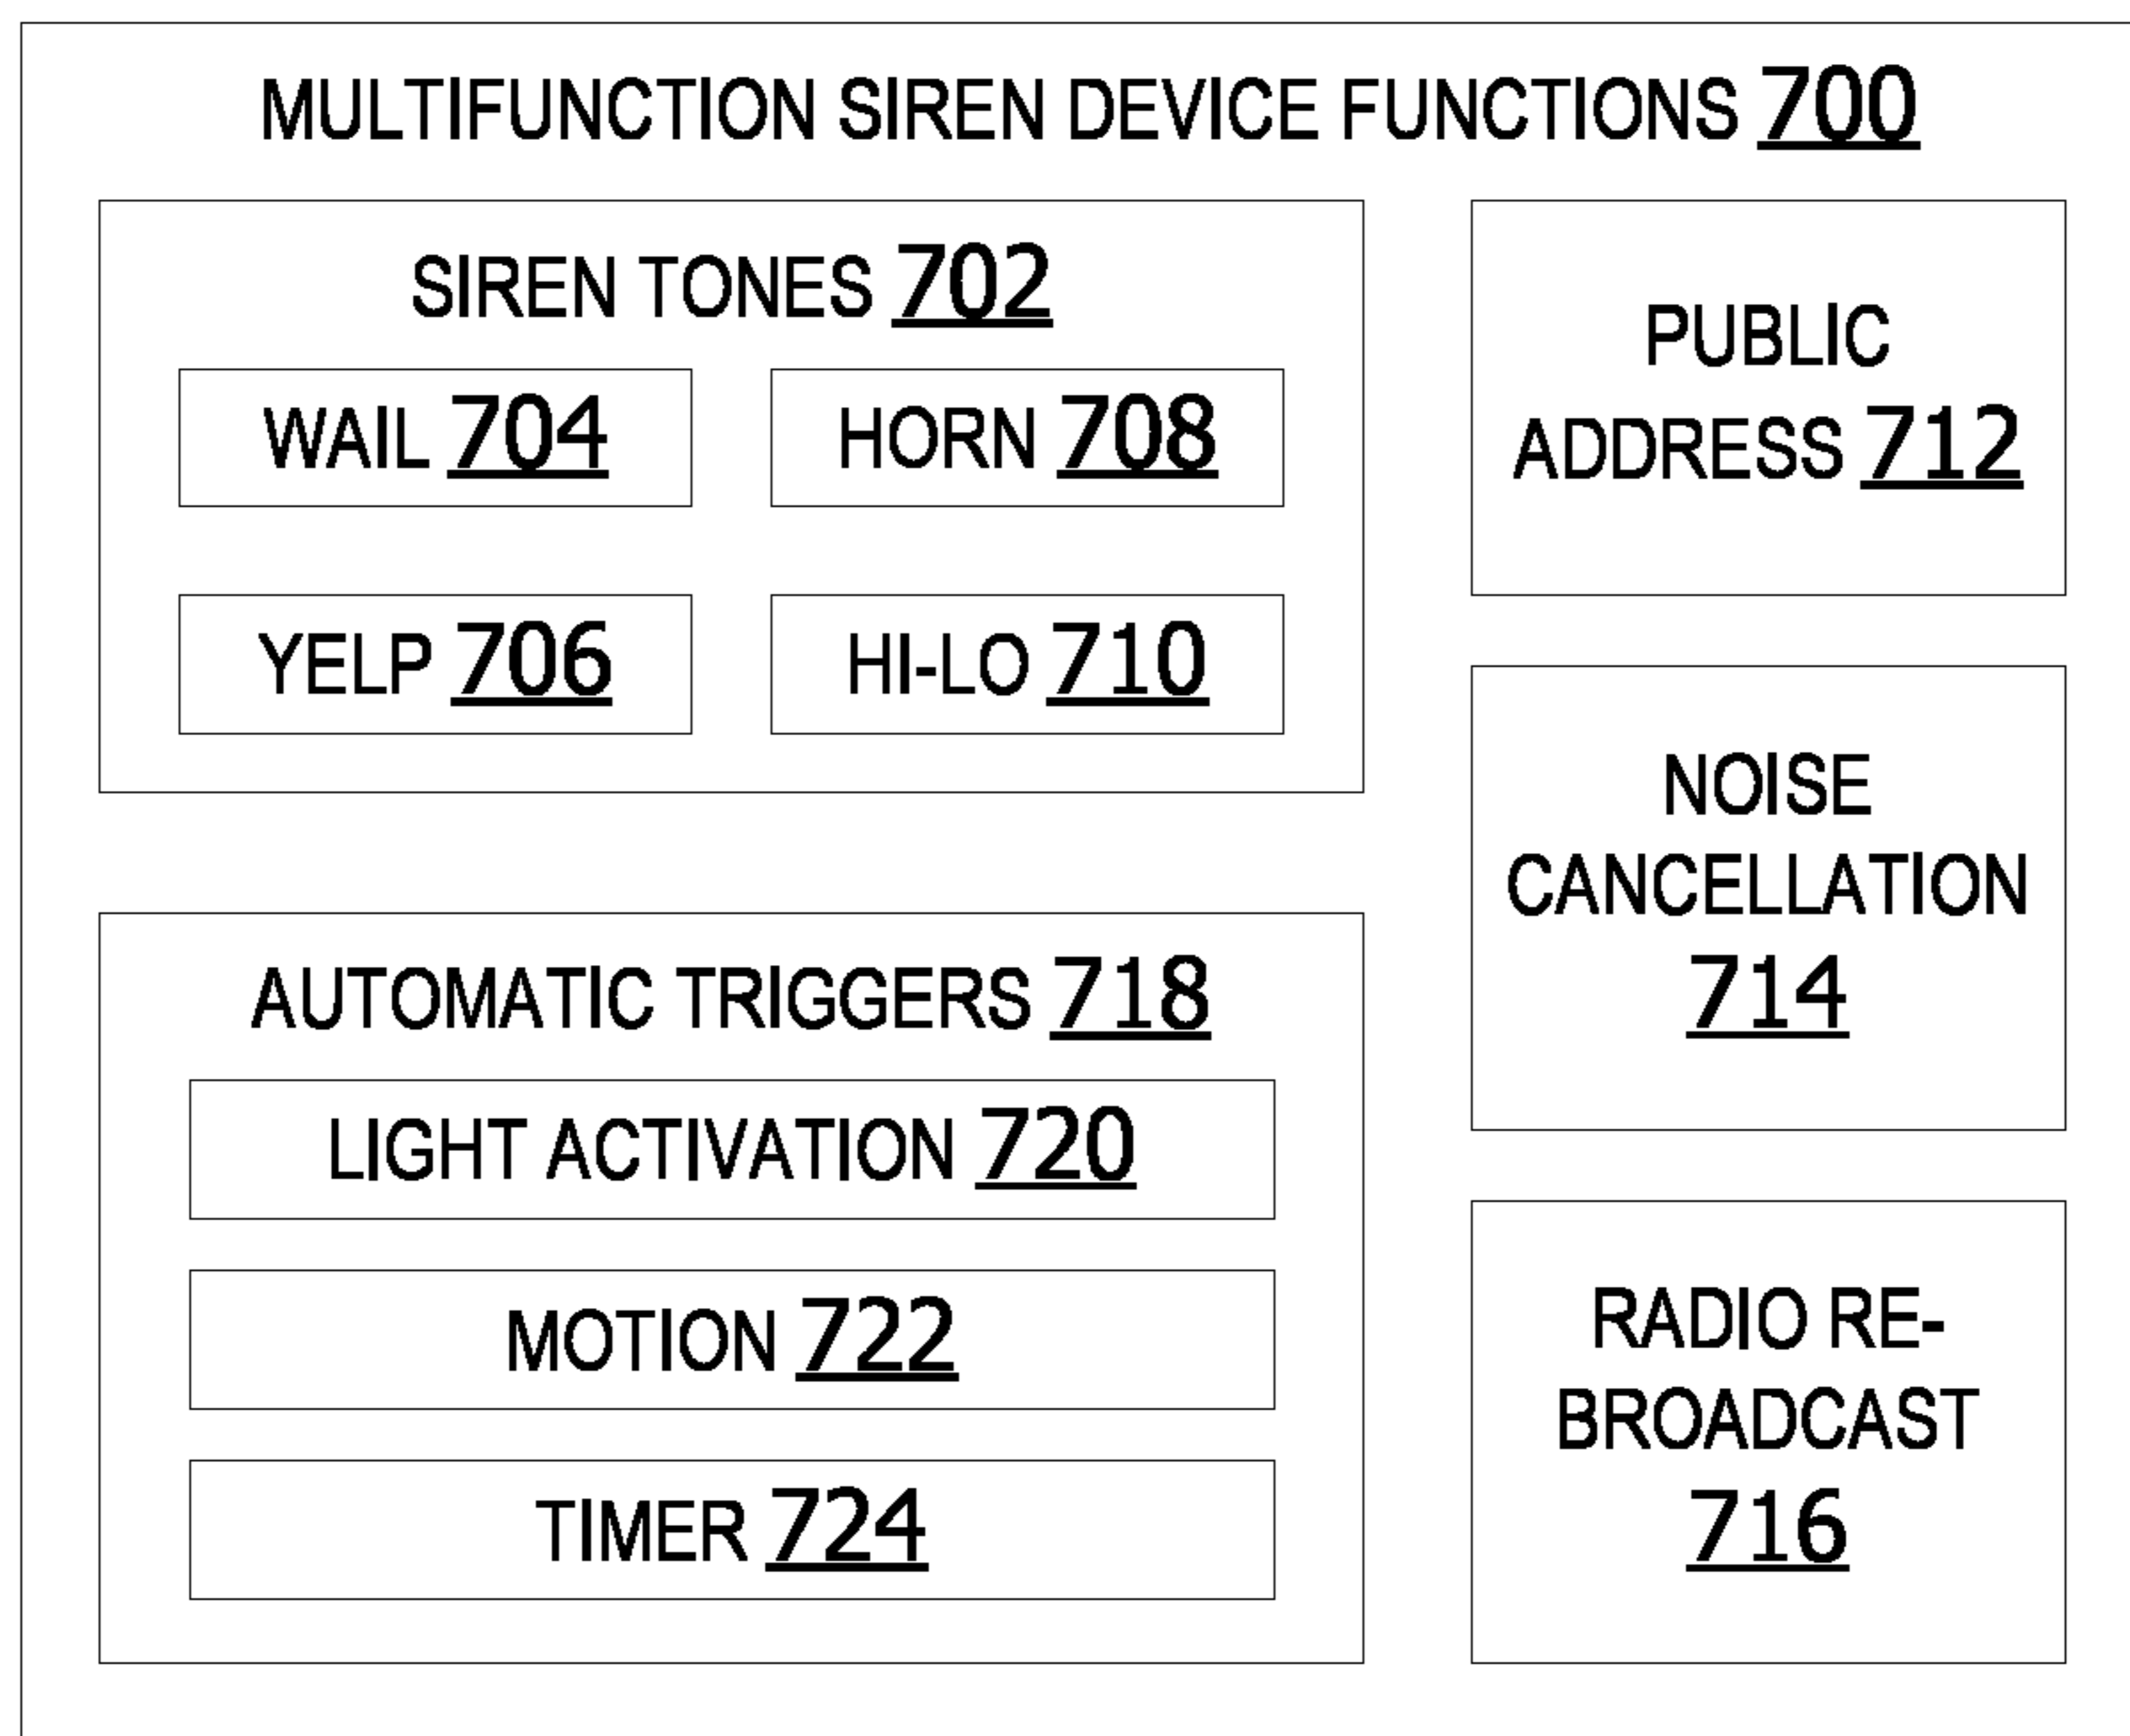 MULTIFUNCTION SIREN DEVICE FUNCTIONS 700
SIREN TONES 702
WAIL 704
HORN 708
YELP 706
HI-LO 710
PUBLIC
ADDRESS 712
NOISE
CANCELLATION
714
AUTOMATIC TRIGGERS 718
LIGHT ACTIVATION 720
MOTION 722
TIMER 724
RADIO RE-
BROADCAST
716